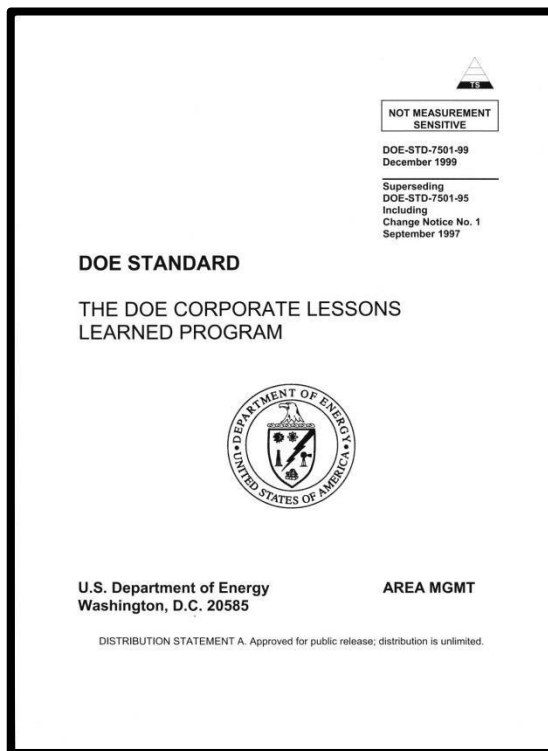 TS
NOT MEASUREMENT
SENSITIVE
DOE-STD-7501-99
December 1999
Superseding
DOE-STD-7501-95
Including
Change Notice No. 1
September 1997
DOE STANDARD
THE DOE CORPORATE LESSONS
LEARNED PROGRAM
DEPARTMENT OF ENERGY
UNITED STATES OF AMERICA
U.S. Department of Energy
Washington, D.C. 20585
AREA MGMT
DISTRIBUTION STATEMENT A. Approved for public release; distribution is unlimited.